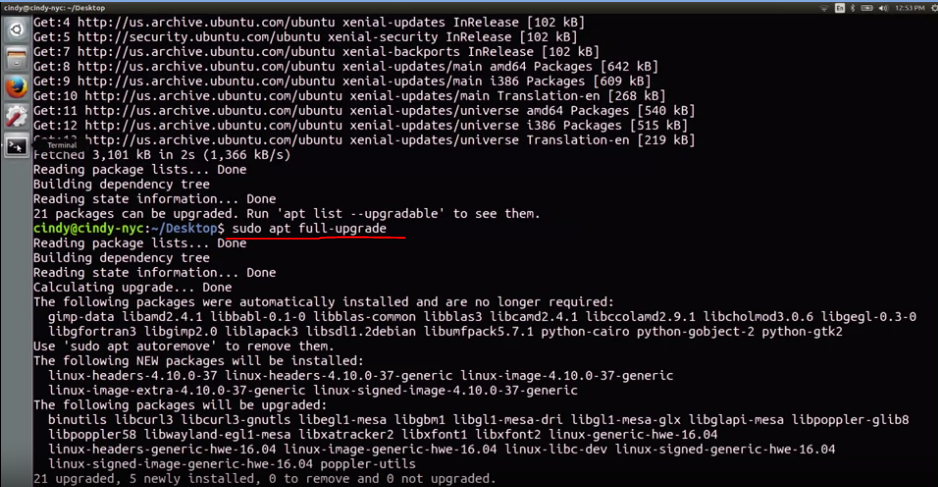 cindy@cindy-nyc: ~/Desktop
En
12:53 PM
Get:4 http://us.archive.ubuntu.com/ubuntu xenial-updates InRelease [102 kB]
Get:5 http://security.ubuntu.com/ubuntu xenial-security InRelease [102 kB]
Get:7 http://us.archive.ubuntu.com/ubuntu xenial-backports InRelease [102 kB]
Get:8 http://us.archive.ubuntu.com/ubuntu xenial-updates/main amd64 Packages [642 kB]
Get:9 http://us.archive.ubuntu.com/ubuntu xenial-updates/main i386 Packages [609 kB]
Get:10 http://us.archive.ubuntu.com/ubuntu xenial-updates/main Translation-en [268 kB]
Get:11 http://us.archive.ubuntu.com/ubuntu xenial-updates/universe amd64 Packages [540 kB]
Get:12 http://us.archive.ubuntu.com/ubuntu xenial-updates/universe i386 Packages [515 kB]
http://us.archive.ubuntu.com/ubuntu xenial-updates/universe Translation-en [219 kB]
Terminal
Fetched 3,101 kB in 2s (1,366 kB/s)
Reading package lists... Done
Building dependency tree
Reading state information... Done
21 packages can be upgraded. Run 'apt list --upgradable' to see them.
cindy@cindy-nyc:~/Desktop$ sudo apt full-upgrade
Reading package lists... Done
Building dependency tree
Reading state information... Done
Calculating upgrade... Done
The following packages were automatically installed and are no longer required:
gimp-data libamd2.4.1 libbabl-0.1-0 libblas-common libblas3 libcamd2.4.1 libccolamd2.9.1 libcholmod3.0.6 libgegl-0.3-0
libgfortran3 libgimp2.0 liblapack3 libsdl1.2debian libumfpack5.7.1 python-cairo python-gobject-2 python-gtk2
Use 'sudo apt autoremove' to remove them.
The following NEW packages will be installed:
linux-headers-4.10.0-37 linux-headers-4.10.0-37-generic linux-image-4.10.0-37-generic
linux-image-extra-4.10.0-37-generic linux-signed-image-4.10.0-37-generic
The following packages will be upgraded:
binutils libcurl3 libcurl3-gnutls libegl1-mesa libgbm1 libgl1-mesa-dri libgl1-mesa-glx libglapi-mesa libpoppler-glib8
libpoppler58 libwayland-egl1-mesa libxatracker2 libxfont1 libxfont2 linux-generic-hwe-16.04
linux-headers-generic-hwe-16.04 linux-image-generic-hwe-16.04 linux-libc-dev linux-signed-generic-hwe-16.04
linux-signed-image-generic-hwe-16.04 poppler-utils
21 upgraded, 5 newly installed, 0 to remove and 0 not upgraded.